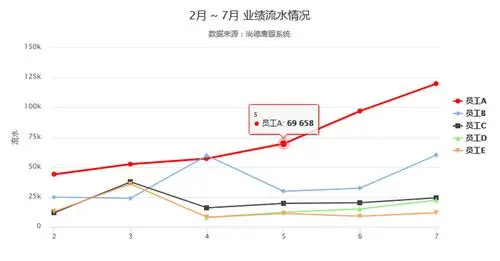 2月 ~ 7月 业绩流水情况
数据来源：尚德鹰眼系统
150k
125k
100k
75k
50k
25k
0
流水
5
员工A: 69 658
员工A
员工B
员工C
员工D
员工E
2 3 4 5 6 7